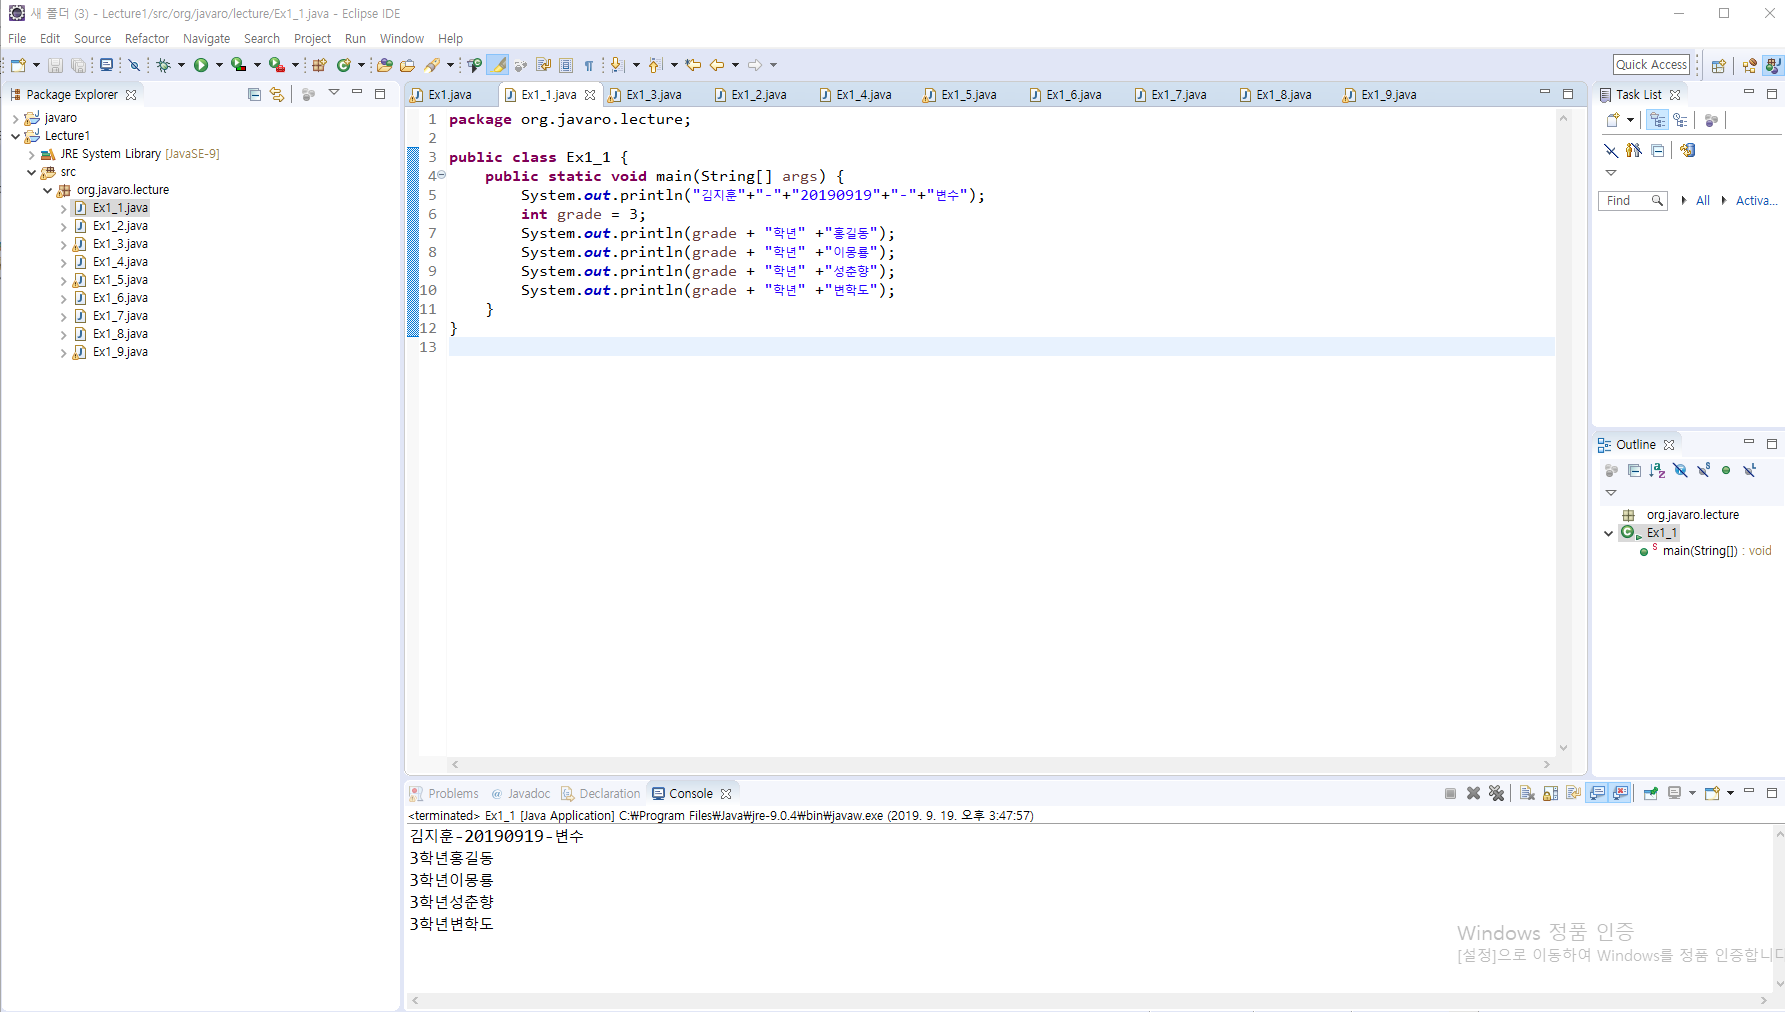 새 폴더 (3) - Lecture1/src/org/javaro/lecture/Ex1_1.java - Eclipse IDE
File Edit Source Refactor Navigate Search Project Run Window Help
Quick Access
Package Explorer
javaro
Lecture1
JRE System Library [JavaSE-9]
src
org.javaro.lecture
Ex1_1.java
Ex1_2.java
Ex1_3.java
Ex1_4.java
Ex1_5.java
Ex1_6.java
Ex1_7.java
Ex1_8.java
Ex1_9.java
Ex1.java Ex1_1.java Ex1_3.java Ex1_2.java Ex1_4.java Ex1_5.java Ex1_6.java Ex1_7.java Ex1_8.java Ex1_9.java
1 package org.javaro.lecture;
2
3 public class Ex1_1 {
4 public static void main(String[] args) {
5 System.out.println("김지훈"+"-"+"20190919"+"-"+"변수");
6 int grade = 3;
7 System.out.println(grade + "학년" +"홍길동");
8 System.out.println(grade + "학년" +"이몽룡");
9 System.out.println(grade + "학년" +"성춘향");
10 System.out.println(grade + "학년" +"변학도");
11 }
12 }
13
Task List
Find All Activa...
Outline
org.javaro.lecture
Ex1_1
main(String[]) : void
Problems Javadoc Declaration Console
<terminated> Ex1_1 [Java Application] C:₩Program Files₩Java₩jre-9.0.4₩bin₩javaw.exe (2019. 9. 19. 오후 3:47:57)
김지훈-20190919-변수
3학년홍길동
3학년이몽룡
3학년성춘향
3학년변학도
Windows 정품 인증
[설정]으로 이동하여 Windows를 정품 인증합니다